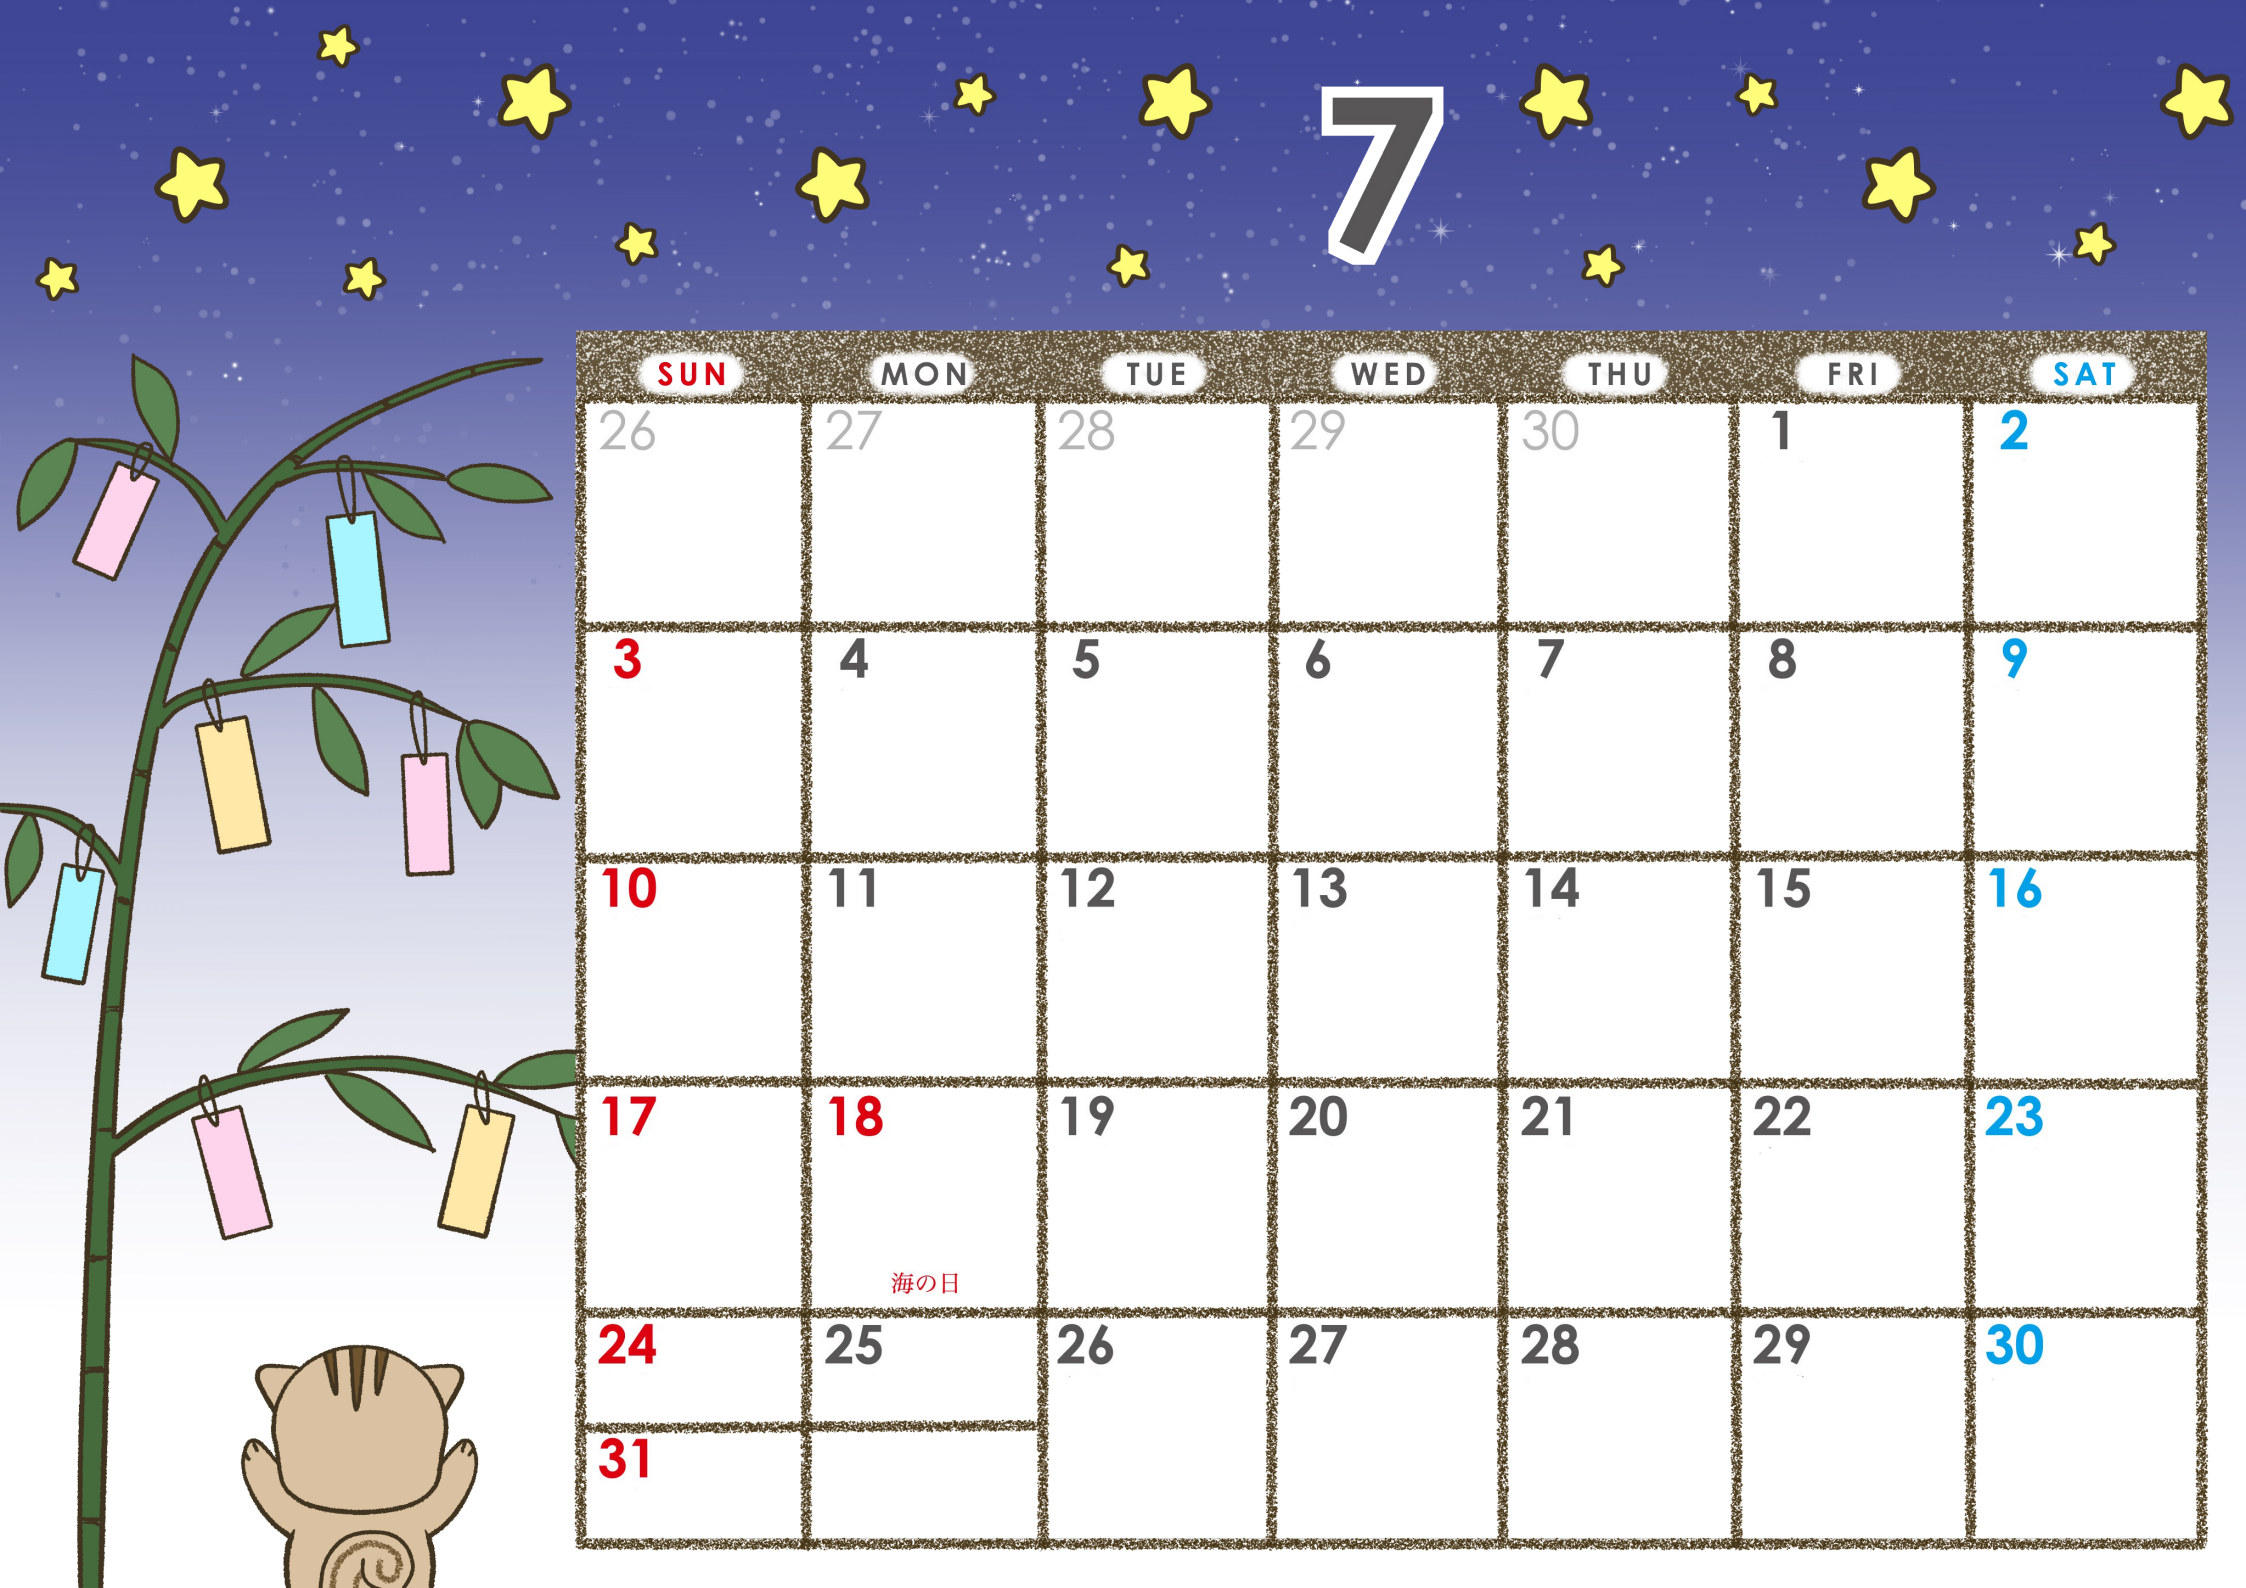 7
SUN MON TUE WED THU FRI SAT
26 27 28 29 30 1 2
3 4 5 6 7 8 9
10 11 12 13 14 15 16
17 18 19 20 21 22 23
海の日
24 25 26 27 28 29 30
31